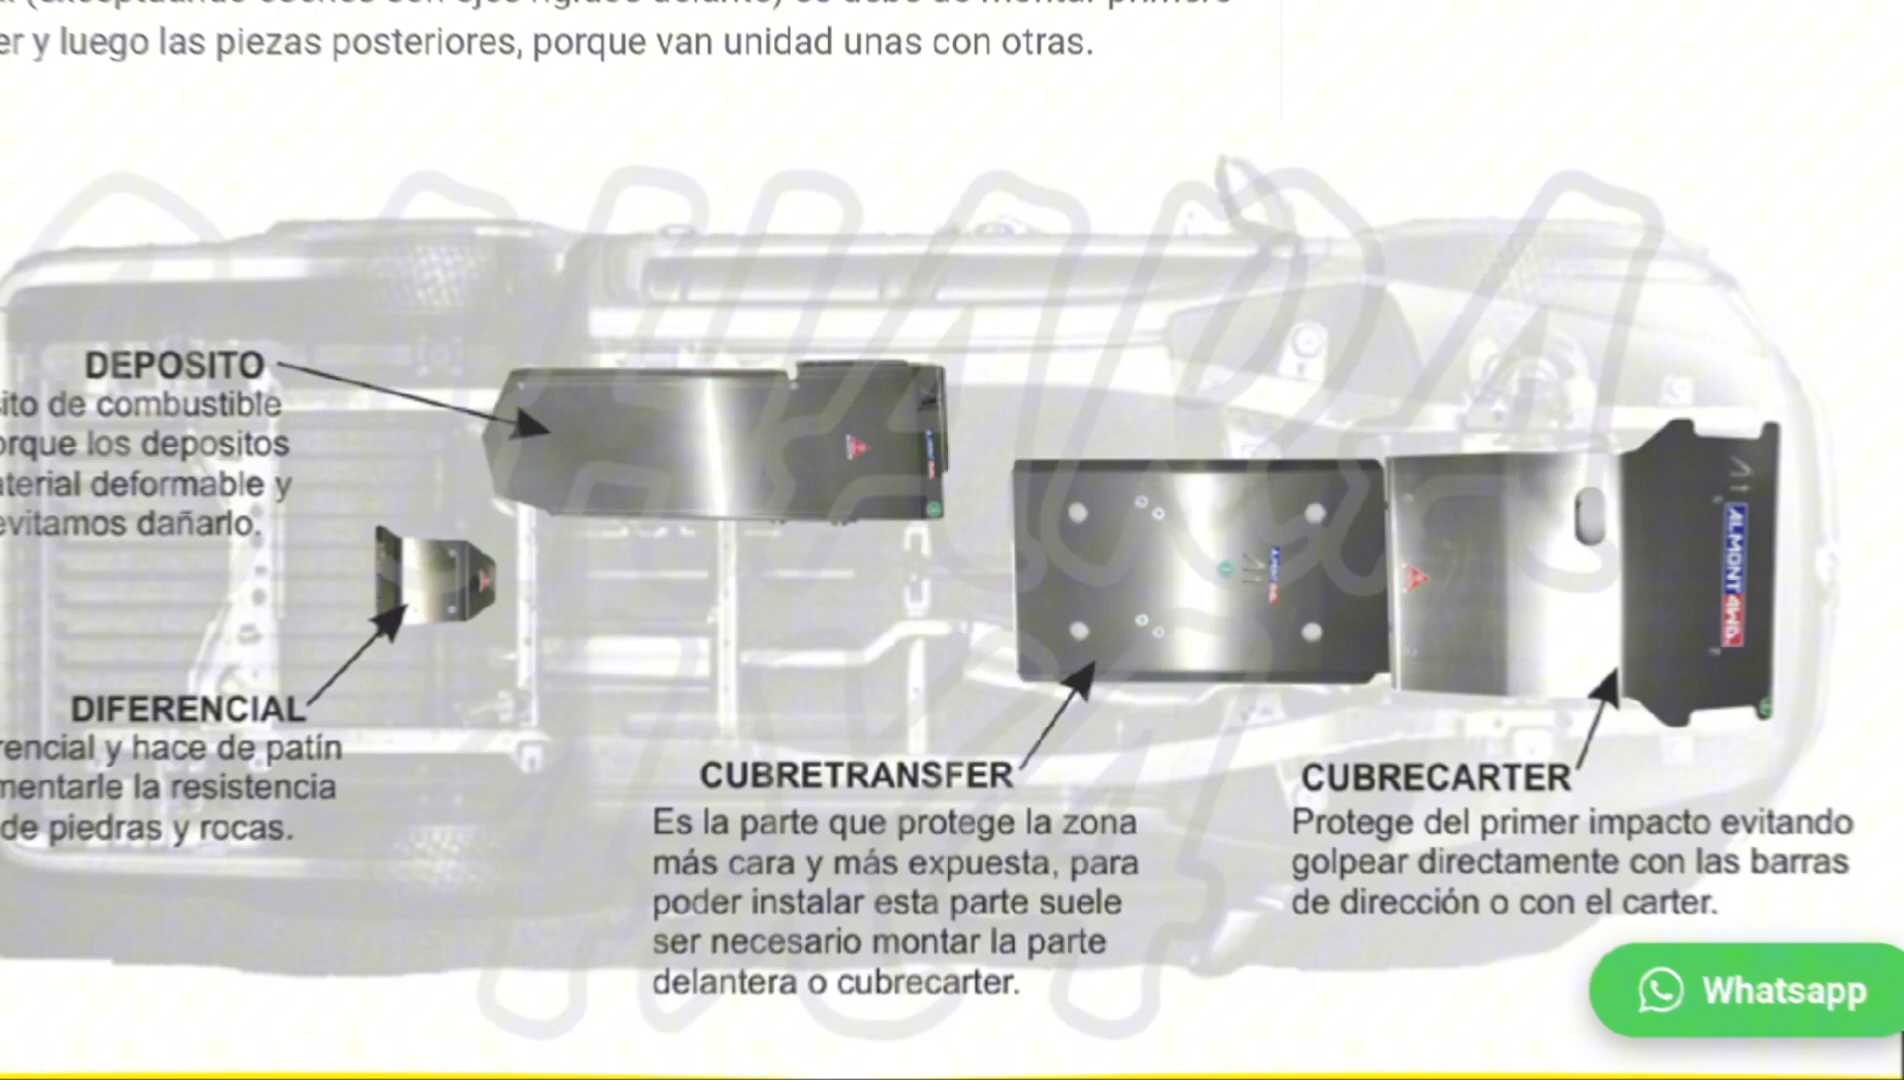 er y luego las piezas posteriores, porque van unidad unas con otras.
DEPOSITO
ito de combustible
orque los depositos
aterial deformable y
evitamos dañarlo.
DIFERENCIAL
rencial y hace de patín
mentarle la resistencia
de piedras y rocas.
CUBRETRANSFER
Es la parte que protege la zona
más cara y más expuesta, para
poder instalar esta parte suele
ser necesario montar la parte
delantera o cubrecarter.
CUBRECARTER
Protege del primer impacto evitando
golpear directamente con las barras
de dirección o con el carter.
ALMONT4WD.
Whatsapp